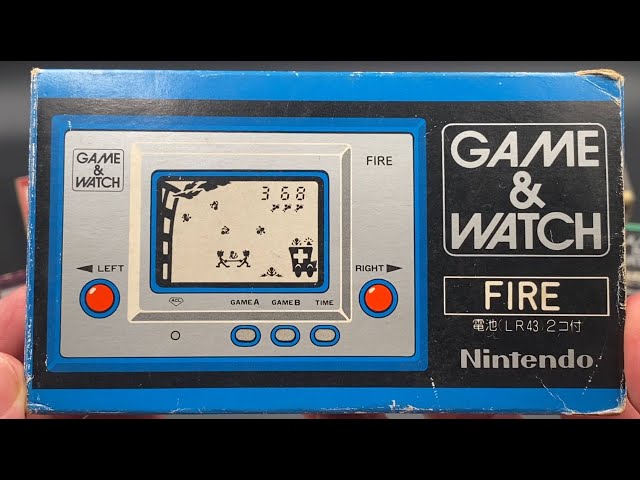 GAME
&
WATCH
FIRE
368
◀ LEFT
RIGHT ▶
ACL
GAME A GAME B TIME
GAME
&
WATCH
FIRE
電池(LR43)2コ付
Nintendo